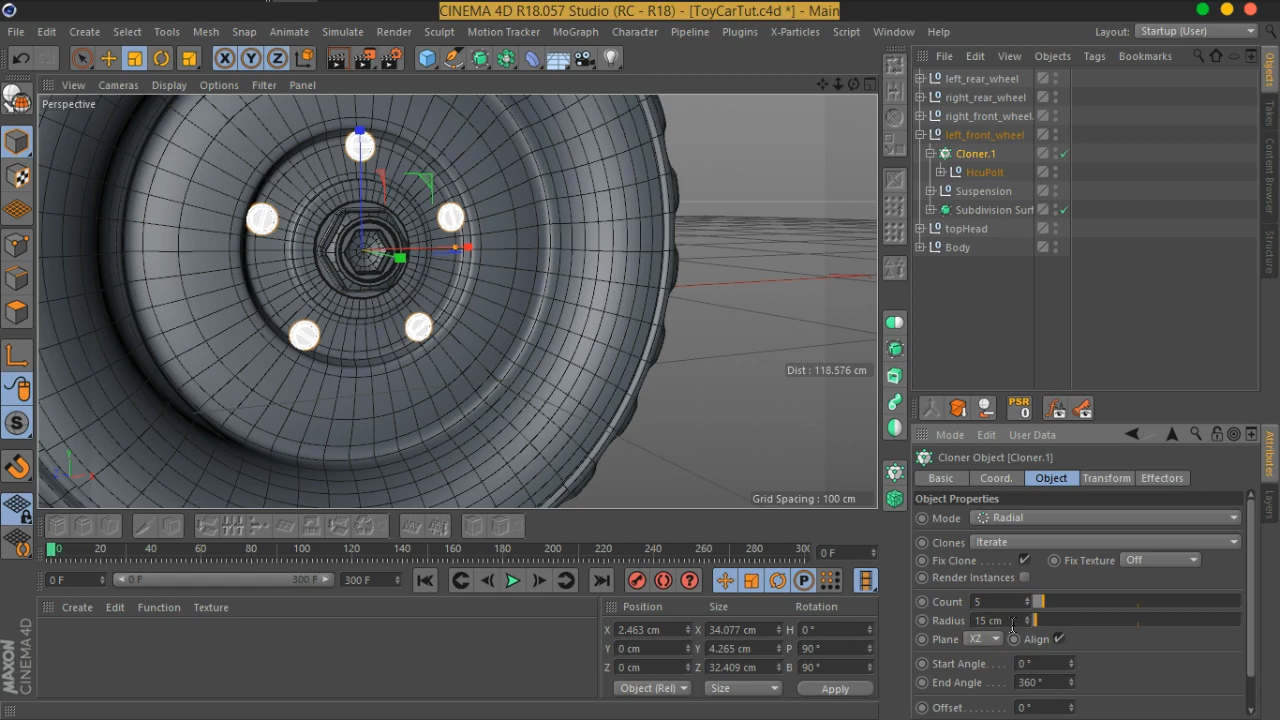 CINEMA 4D R18.057 Studio (RC - R18) - [ToyCarTut.c4d *] - Main
File Edit Create Select Tools Mesh Snap Animate Simulate Render Sculpt Motion Tracker MoGraph Character Pipeline Plugins X-Particles Script Window Help Layout: Startup (User)
X Y Z
View Cameras Display Options Filter Panel
Perspective
Dist : 118.576 cm
Grid Spacing : 100 cm
File Edit View Objects Tags Bookmarks
left_rear_wheel
right_rear_wheel
right_front_wheel
left_front_wheel
Cloner.1
Suspension
Subdivision Surf
topHead
Body
Objects
Takes
Content Browser
Structure
PSR
0
Mode Edit User Data
Cloner Object [Cloner.1]
Basic Coord. Object Transform Effectors
Object Properties
Mode Radial
Clones Iterate
Fix Clone Fix Texture Off
Render Instances
Count 5
Radius 15 cm
Plane XZ Align
Start Angle 0 °
End Angle 360 °
Offset 0 °
Attributes
Layers
0 20 40 60 80 100 120 140 160 180 200 220 240 260 280 30 0 F
0 F 0 F 300 F 300 F
Create Edit Function Texture
Position Size Rotation
X 2.463 cm X 34.077 cm H 0 °
Y 0 cm Y 4.265 cm P 90 °
Z 0 cm Z 32.409 cm B 90 °
Object (Rel) Size Apply
MAXON
CINEMA 4D